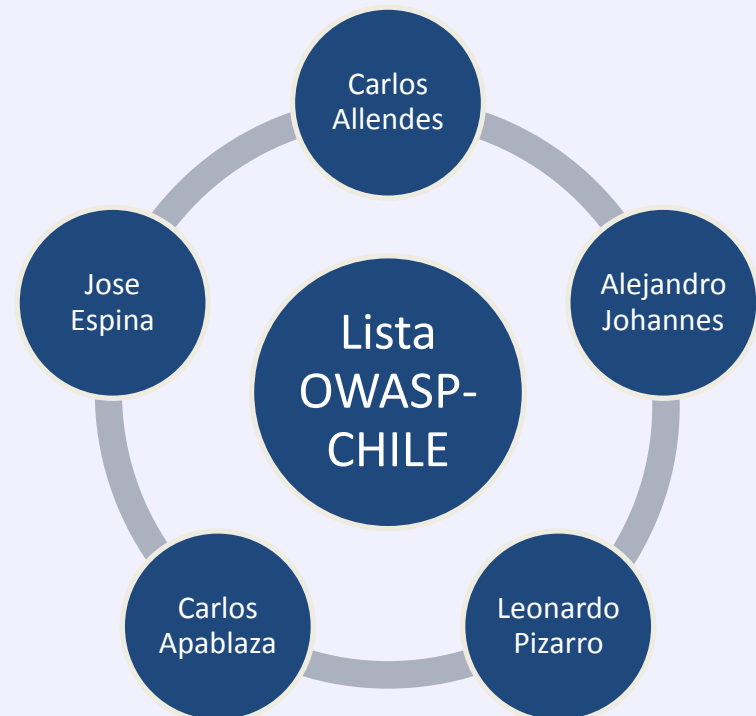 Carlos
Allendes
Jose
Espina
Alejandro
Johannes
Lista
OWASP-
CHILE
Carlos
Apablaza
Leonardo
Pizarro